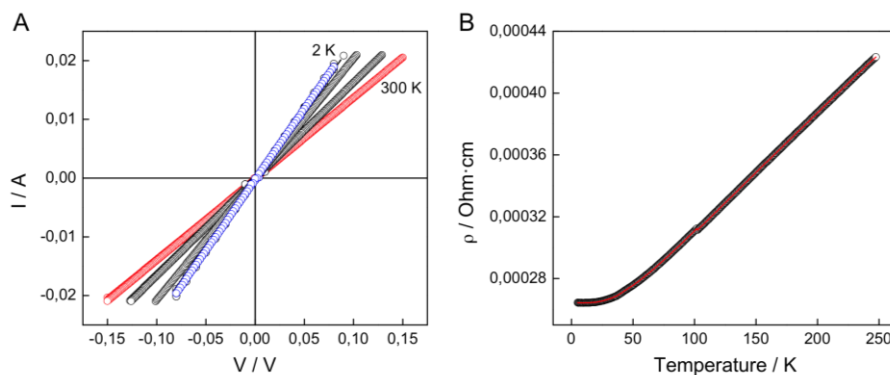 A
0,02
0,01
0,00
-0,01
-0,02
I / A
2 K
300 K
-0,15 -0,10 -0,05 0,00 0,05 0,10 0,15
V / V
B
0,00044
0,00040
0,00036
0,00032
0,00028
ρ / Ohm·cm
0 50 100 150 200 250
Temperature / K